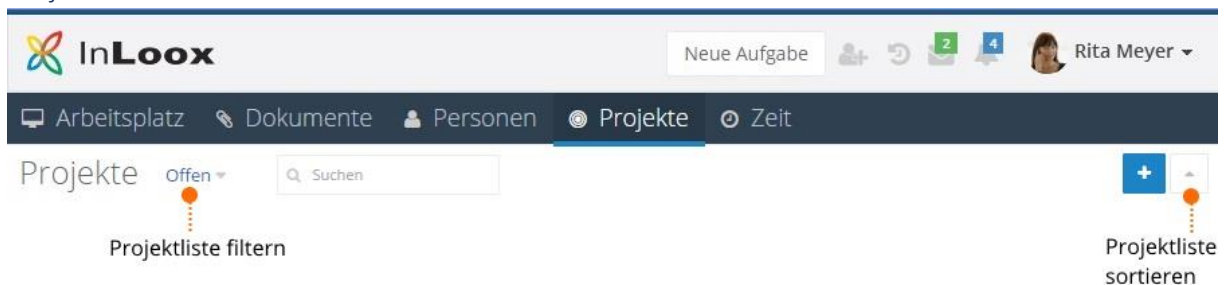 InLoox
Neue Aufgabe
2
4
Rita Meyer
Arbeitsplatz Dokumente Personen Projekte Zeit
Projekte Offen Suchen
+
Projektliste filtern
Projektliste
sortieren